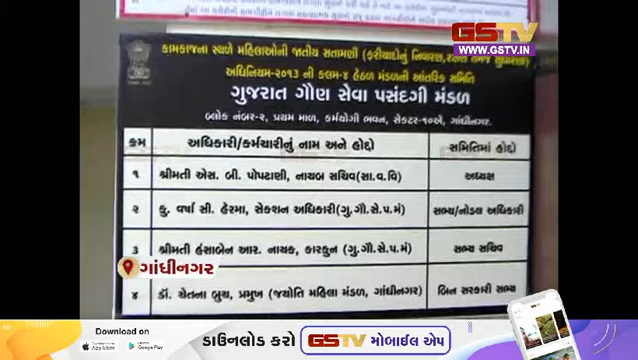 GSTV
WWW.GSTV.IN
કામકાજના સ્થળે મહિલાઓની જાતીય સતામણી (ફરીયાદોનું નિવારણ,
અધિનિયમ-૨૦૧૩ ની કલમ-૪ હેઠળ મંડળની આંતરિક સમિતિ
ગુજરાત ગૌણ સેવા પસંદગી મંડળ
બ્લોક નંબર-૨, પ્રથમ માળ, કર્મયોગી ભવન, સેક્ટર-૧૦એ, ગાંધીનગર.
ક્રમ અધિકારી/કર્મચારીનું નામ અને હોદ્દો સમિતિમાં હોદ્દો
૧ શ્રીમતી એસ. બી. પોપટાણી, નાયબ સચિવ(સા.વ.વિ) અધ્યક્ષ
૨ કુ. વર્ષા સી. હેરમા, સેક્શન અધિકારી(ગુ.ગૌ.સે.પ.મં) સભ્ય/નોડલ અધિકારી
૩ શ્રીમતી હંસાબેન આર. નાયક, કારકુન (ગુ.ગૌ.સે.પ.મં) સભ્ય સચિવ
ગાંધીનગર
૪ ડૉ. ચેતના બુચ, પ્રમુખ (જ્યોતિ મહિલા મંડળ, ગાંધીનગર) બિન સરકારી સભ્ય
Download on
App Store Google Play
ડાઉનલોડ કરો GSTV મોબાઈલ એપ